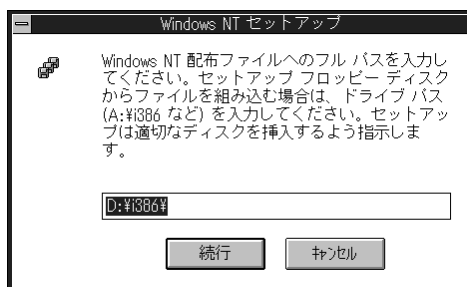 Windows NT セットアップ
Windows NT 配布ファイルへのフル パスを入力し
てください。セットアップ フロッピー ディスク
からファイルを組み込む場合は、ドライブ パス
(A:¥i386 など) を入力してください。セットアッ
プは適切なディスクを挿入するよう指示しま
す。
D:¥i386¥
続行
ｷｬﾝｾﾙ